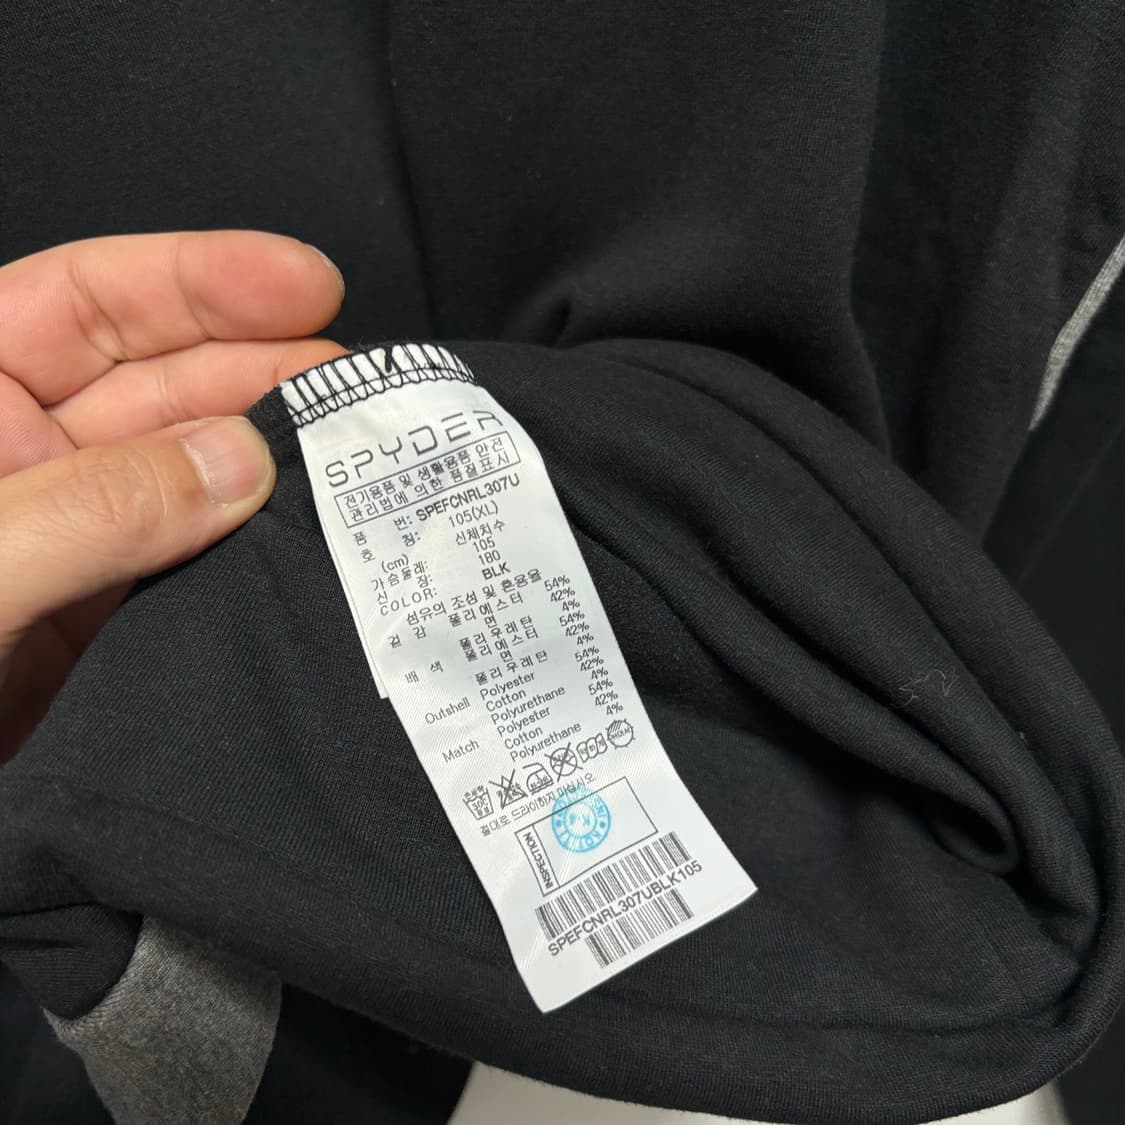 SPYDER
전기용품 및 생활용품 안전
관리법에 의한 품질표시
품 번: SPEFCNRL307U
호 칭: 105(XL)
(cm) 신체치수
가슴둘레: 105
신 장: 180
COLOR: BLK
섬유의 조성 및 혼용율
겉 감 폴리에스터 54%
면 42%
폴리우레탄 4%
배 색 폴리에스터 54%
면 42%
폴리우레탄 4%
Outshell Polyester 54%
Cotton 42%
Polyurethane 4%
Match Polyester 54%
Cotton 42%
Polyurethane 4%
30℃
절대로 드라이하지 마십시오
INSPECTION
SPEFCNRL307UBLK105